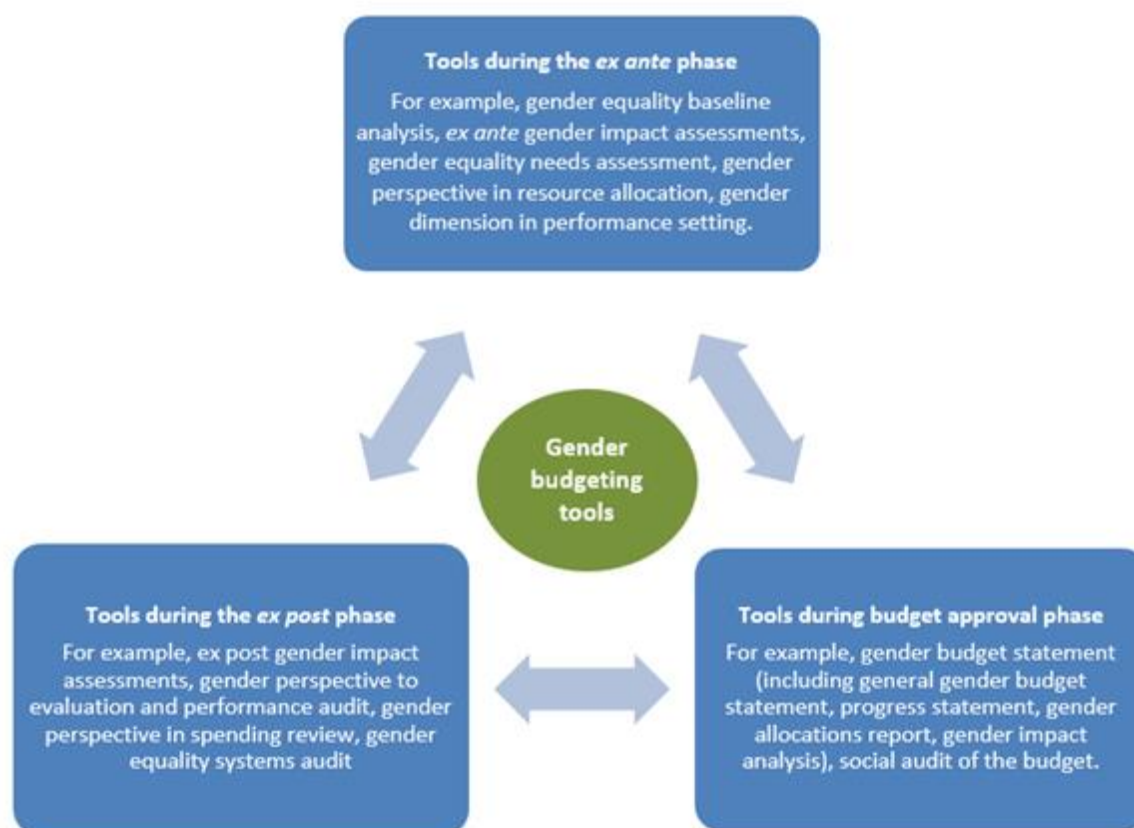 Tools during the ex ante phase
For example, gender equality baseline
analysis, ex ante gender impact assessments,
gender equality needs assessment, gender
perspective in resource allocation, gender
dimension in performance setting.
Gender
budgeting
tools
Tools during the ex post phase
For example, ex post gender impact
assessments, gender perspective to
evaluation and performance audit, gender
perspective in spending review, gender
equality systems audit
Tools during budget approval phase
For example, gender budget statement
(including general gender budget
statement, progress statement, gender
allocations report, gender impact
analysis), social audit of the budget.